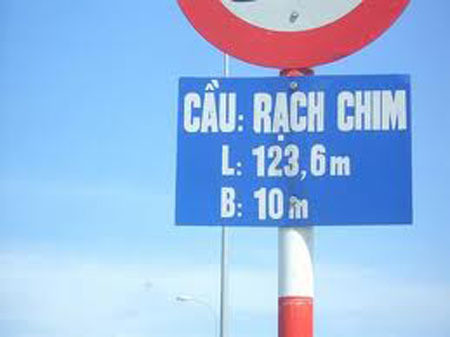 CẦU: RẠCH CHIM
L: 123,6m
B: 10m